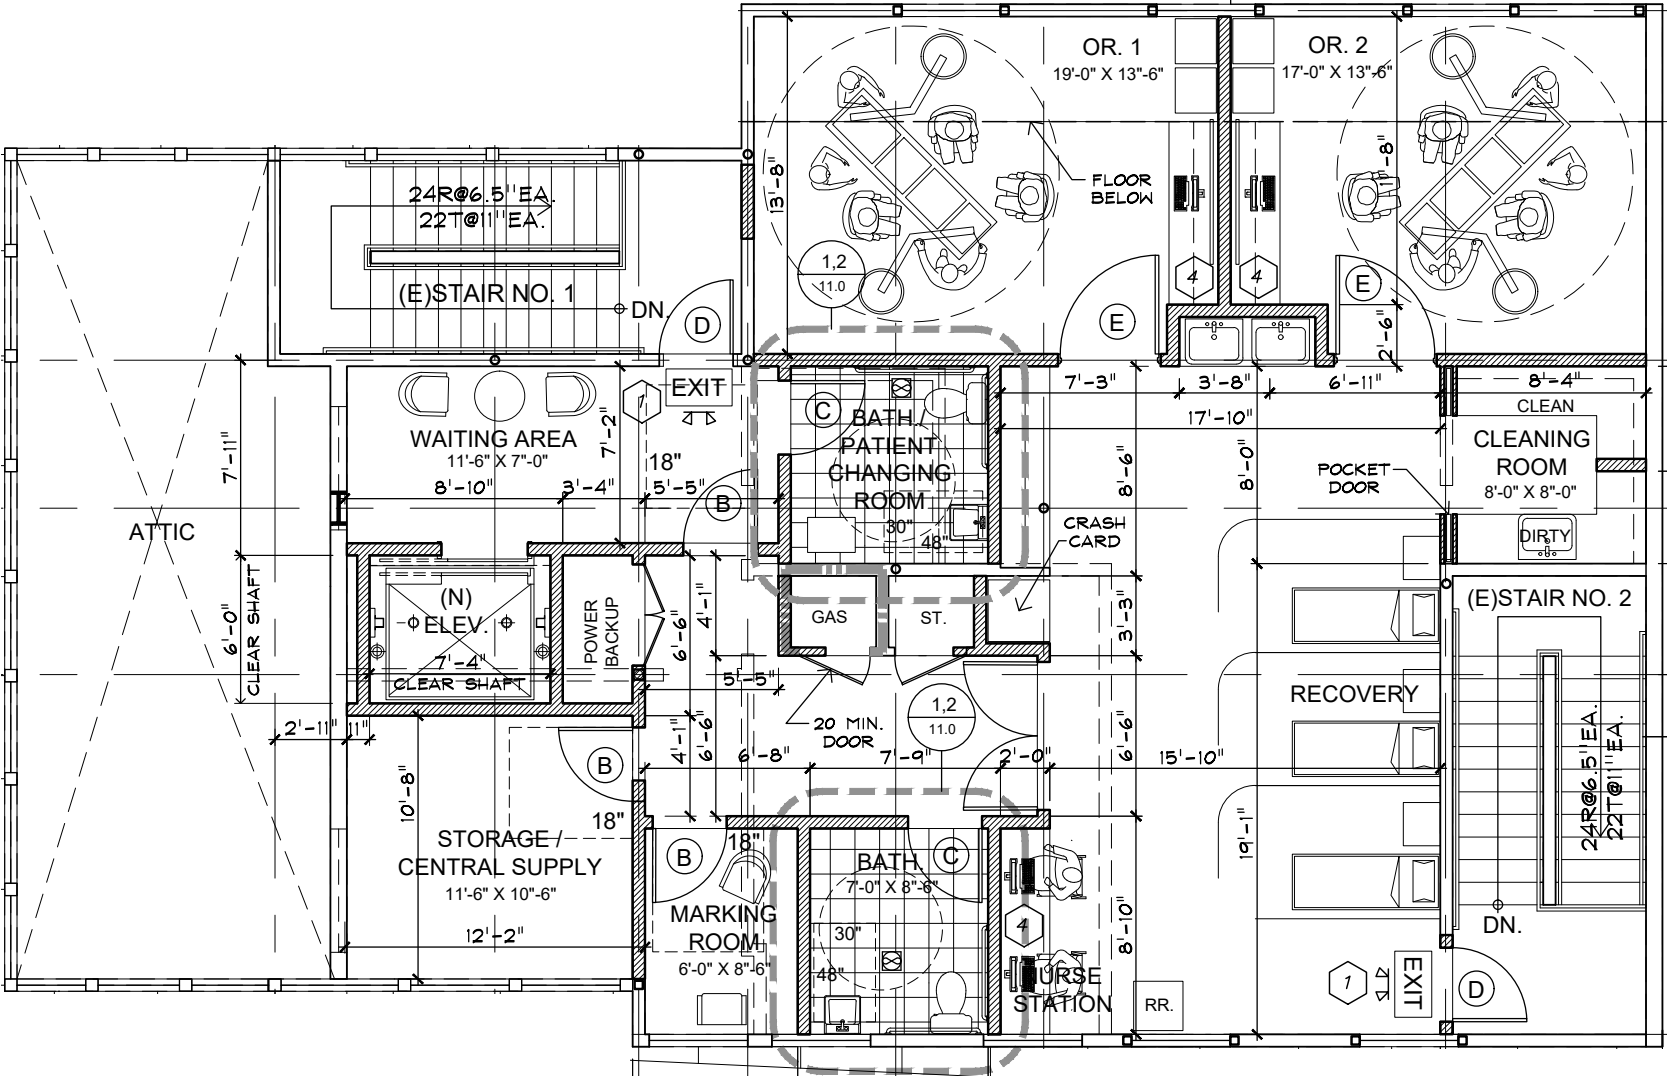 OR. 1
19'-0" X 13"-6"
OR. 2
17'-0" X 13"-6"
24R@6.5" EA.
22T@11" EA.
(E)STAIR NO. 1
DN.
D
13'-8"
FLOOR
BELOW
1,2
11.0
4
4
E
E
2'-6"
EXIT
1
C
BATH./
PATIENT
CHANGING
ROOM
30"
48"
7'-3"
3'-8"
6'-11"
8'-4"
17'-10"
CLEAN
CLEANING
ROOM
8'-0" X 8"-0"
DIRTY
POCKET
DOOR
WAITING AREA
11'-6" X 7"-0"
7'-2"
18"
8'-10"
3'-4"
5'-5"
B
7'-11"
8'-6"
8'-0"
CRASH
CARD
ATTIC
6'-0"
CLEAR SHAFT
(N)
ELEV.
7'-4"
CLEAR SHAFT
POWER
BACKUP
6'-6"
4'-1"
GAS
ST.
3'-3"
(E)STAIR NO. 2
5'-5"
20 MIN.
DOOR
1,2
11.0
RECOVERY
24R@6.5" EA.
22T@11" EA.
2'-11"
11"
4'-1"
6'-6"
6'-8"
7'-9"
2'-0"
6'-6"
15'-10"
B
10'-8"
18"
STORAGE /
CENTRAL SUPPLY
11'-6" X 10"-6"
12'-2"
18"
B
MARKING
ROOM
6'-0" X 8"-6"
BATH.
7'-0" X 8"-6"
C
30"
48"
4
8'-10"
19'-1"
NURSE
STATION
RR.
DN.
1
EXIT
D